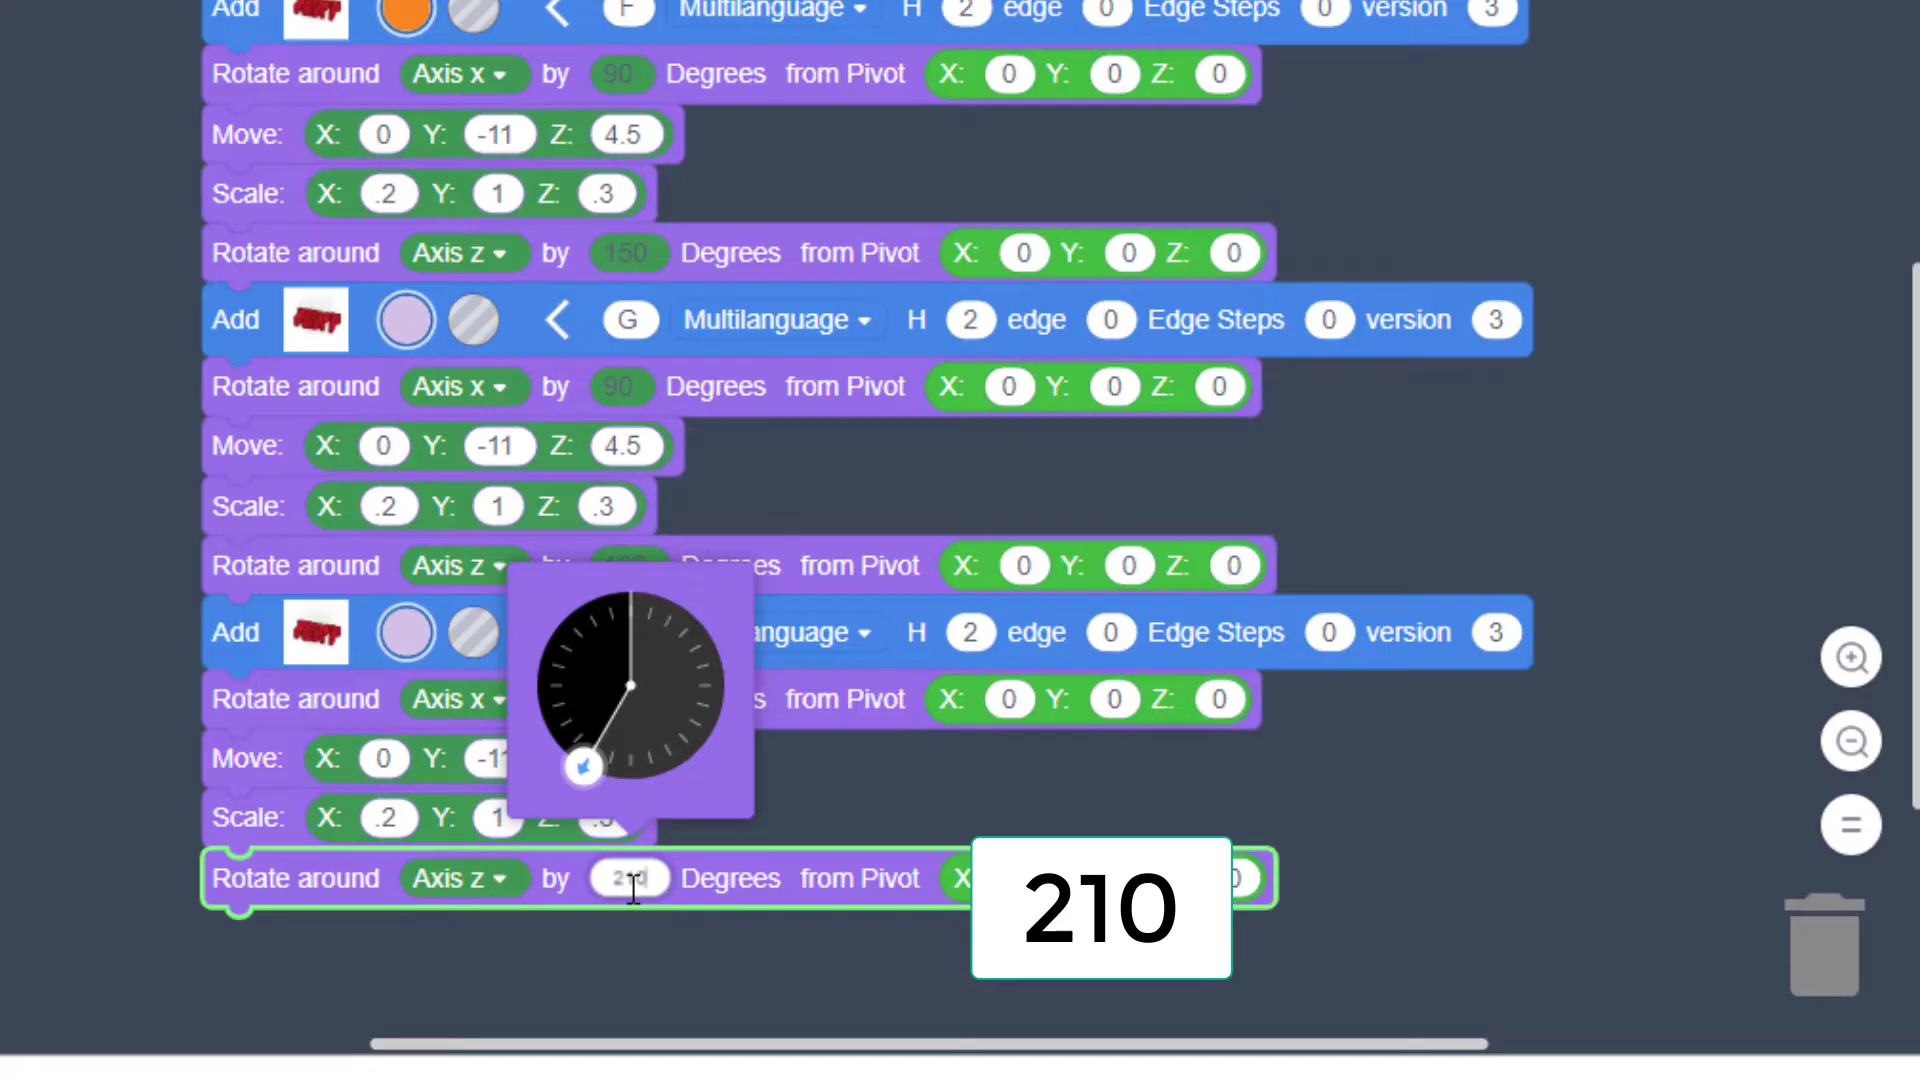 Add F Multilanguage H 2 edge 0 Edge Steps 0 version 3
Rotate around Axis x by 90 Degrees from Pivot X: 0 Y: 0 Z: 0
Move: X: 0 Y: -11 Z: 4.5
Scale: X: .2 Y: 1 Z: .3
Rotate around Axis z by 150 Degrees from Pivot X: 0 Y: 0 Z: 0
Add G Multilanguage H 2 edge 0 Edge Steps 0 version 3
Rotate around Axis x by 90 Degrees from Pivot X: 0 Y: 0 Z: 0
Move: X: 0 Y: -11 Z: 4.5
Scale: X: .2 Y: 1 Z: .3
Rotate around Axis z from Pivot X: 0 Y: 0 Z: 0
Add anguage H 2 edge 0 Edge Steps 0 version 3
Rotate around Axis x s from Pivot X: 0 Y: 0 Z: 0
Move: X: 0 Y: -11
Scale: X: .2 Y: 1 Z: .3
Rotate around Axis z by 210 Degrees from Pivot X 0
210